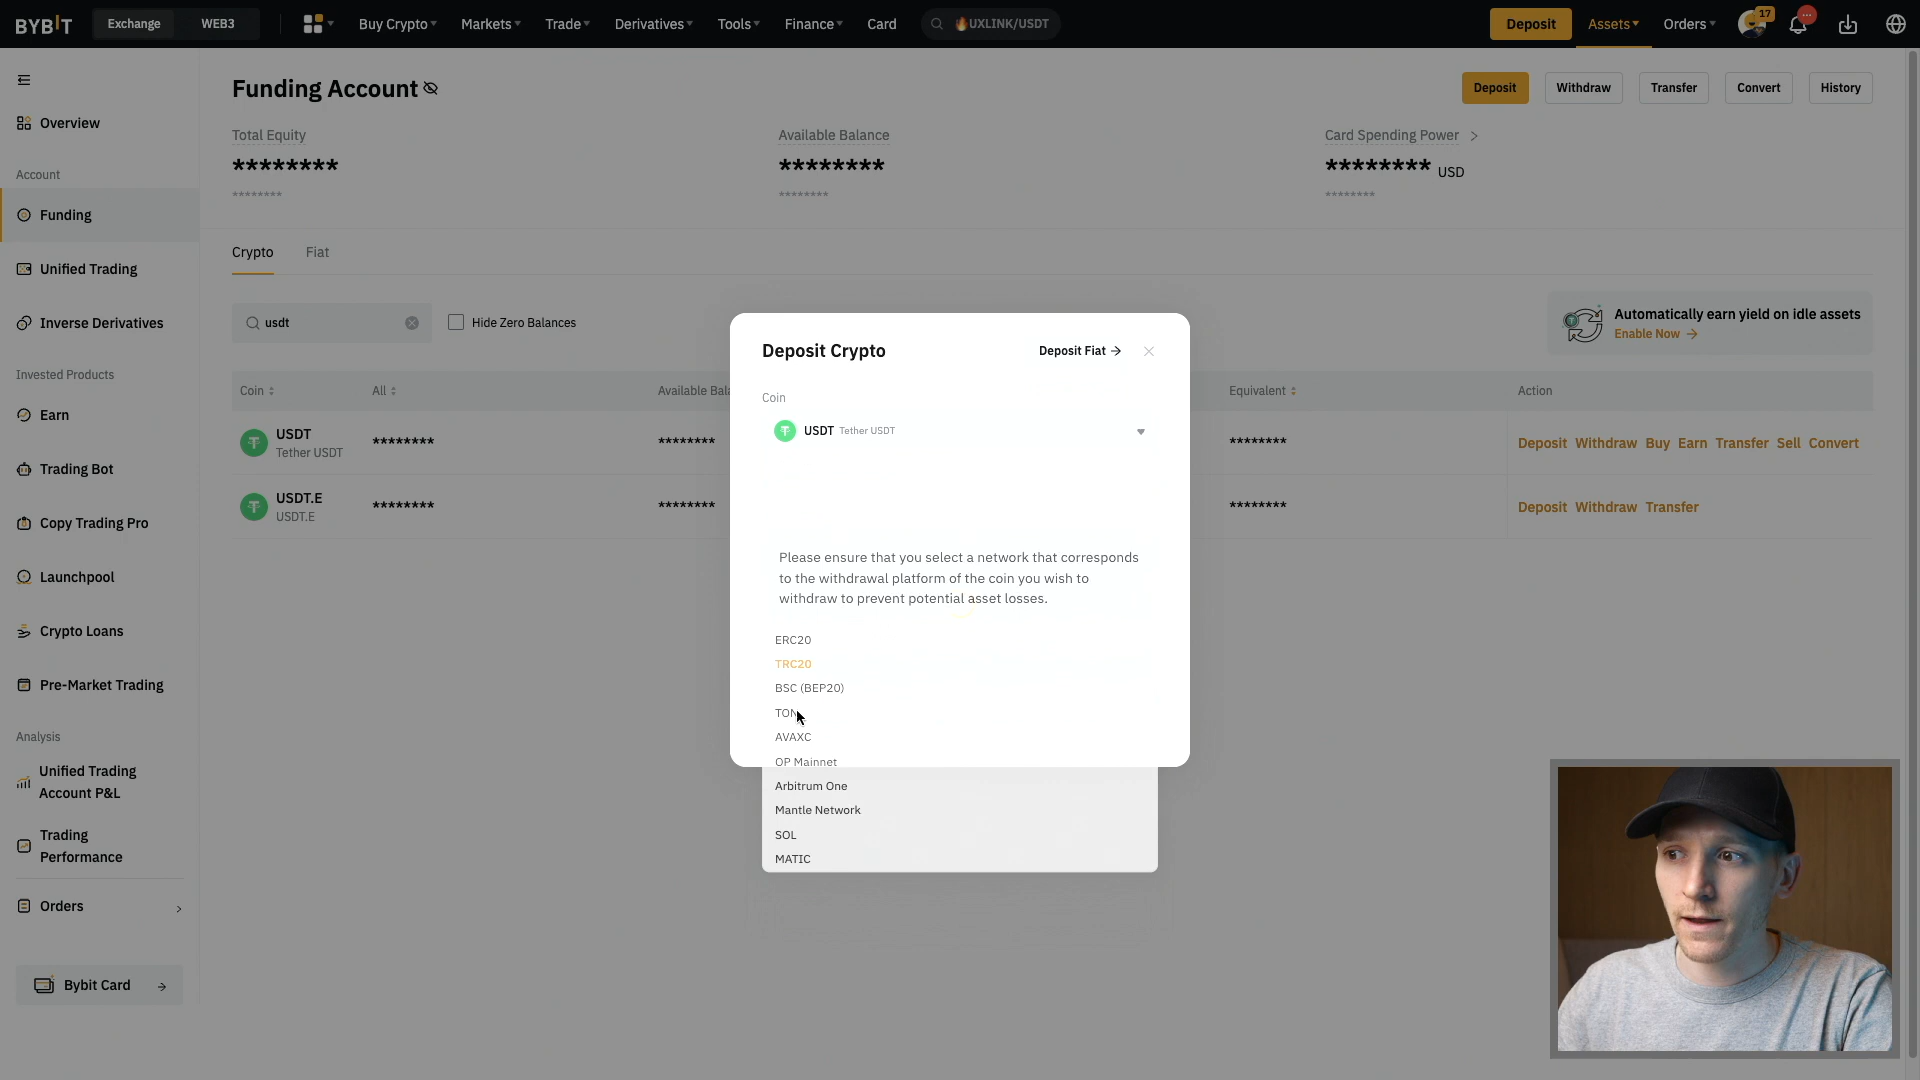 BYBIT Exchange WEB3 Buy Crypto Markets Trade Derivatives Tools Finance Card 🔥UXLINK/USDT Deposit Assets 17 ... Orders
Funding Account Deposit Withdraw Transfer Convert History
Overview
Total Equity Available Balance Card Spending Power
******** ******** ******** USD
******** ******** ********
Account
Funding
Unified Trading
Inverse Derivatives
Invested Products
Earn
Trading Bot
Copy Trading Pro
Launchpool
Crypto Loans
Pre-Market Trading
Analysis
Unified Trading
Account P&L
Trading
Performance
Orders
Bybit Card
Crypto Fiat
usdt Hide Zero Balances
Automatically earn yield on idle assets
Enable Now
Coin All Available Bala Equivalent Action
USDT ******** ******** ******** Deposit Withdraw Buy Earn Transfer Sell Convert
Tether USDT
USDT.E ******** ******** ******** Deposit Withdraw Transfer
USDT.E
Deposit Crypto Deposit Fiat
Coin
USDT Tether USDT
Please ensure that you select a network that corresponds
to the withdrawal platform of the coin you wish to
withdraw to prevent potential asset losses.
ERC20
TRC20
BSC (BEP20)
TON
AVAXC
OP Mainnet
Arbitrum One
Mantle Network
SOL
MATIC